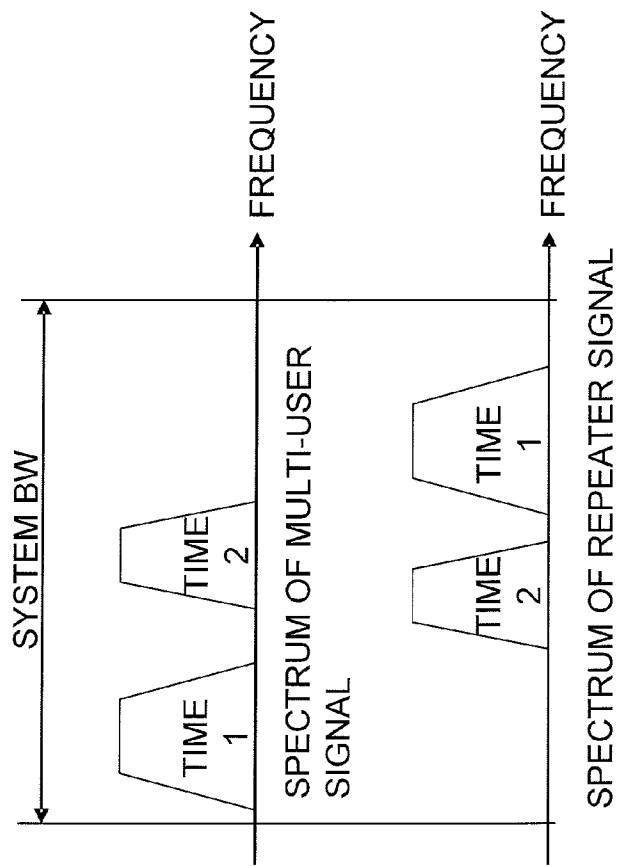 SYSTEM BW
TIME
1
TIME
2
FREQUENCY
SPECTRUM OF MULTI-USER
SIGNAL
TIME
2
TIME
1
FREQUENCY
SPECTRUM OF REPEATER SIGNAL